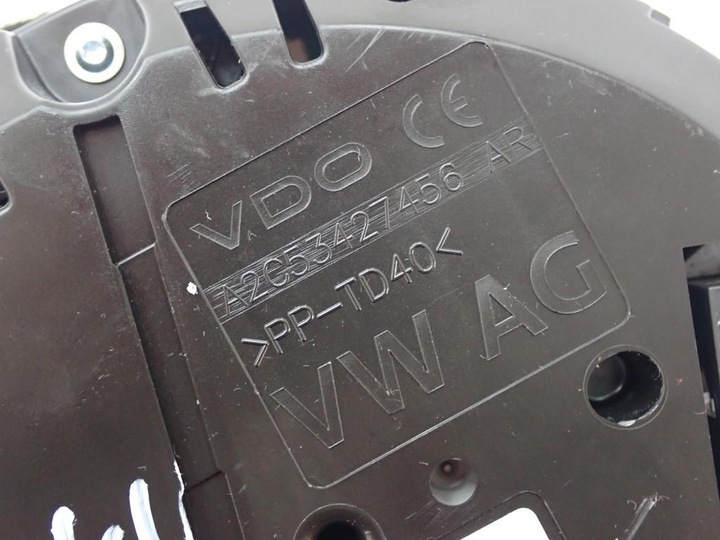 VDO CE
A2C53427456 AR
>PP-TD40<
VW AG